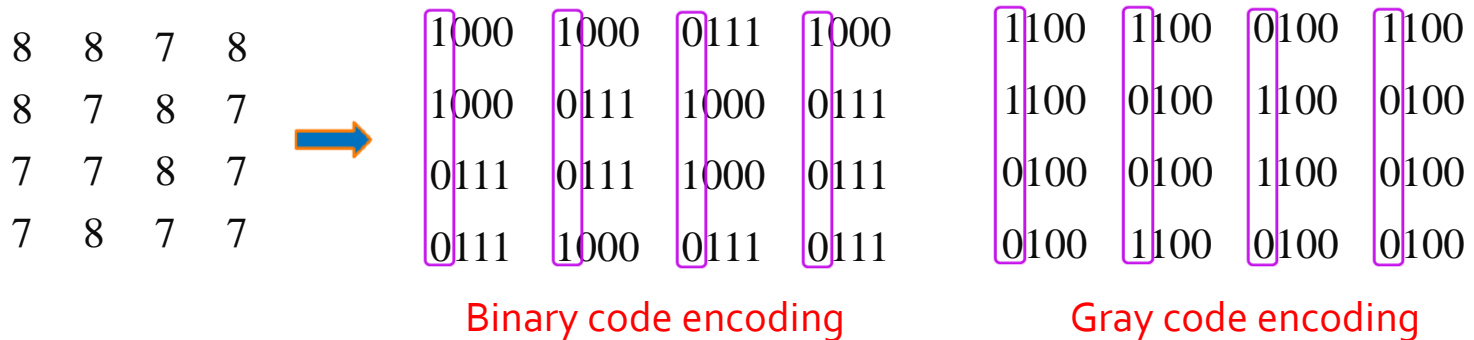 8 8 7 8 1000 1000 0111 1000 1100 1100 0100 1100
8 7 8 7 1000 0111 1000 0111 1100 0100 1100 0100
7 7 8 7 0111 0111 1000 0111 0100 0100 1100 0100
7 8 7 7 0111 1000 0111 0111 0100 1100 0100 0100
Binary code encoding Gray code encoding